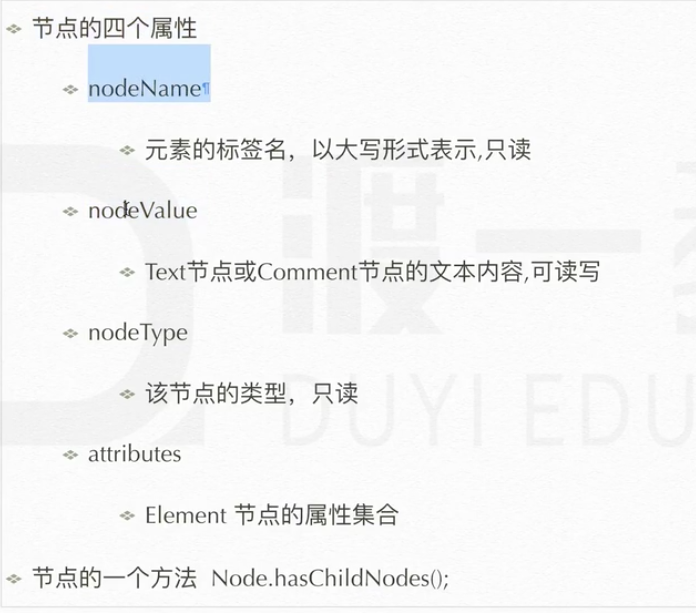 节点的四个属性
nodeName¶
元素的标签名，以大写形式表示,只读
nodeValue
Text节点或Comment节点的文本内容,可读写
nodeType
该节点的类型，只读
DUYI EDU
attributes
Element 节点的属性集合
节点的一个方法 Node.hasChildNodes();